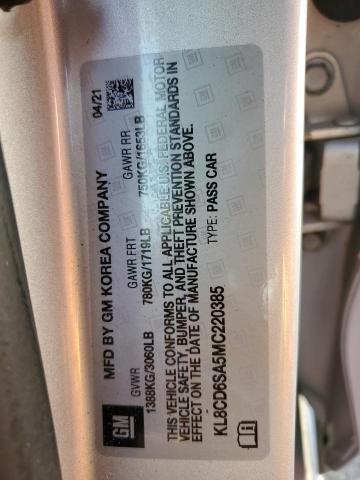 MFD BY GM KOREA COMPANY 04/21
GVWR GAWR FRT GAWR RR
1388KG/3060LB 780KG/1719LB 750KG/1653LB
THIS VEHICLE CONFORMS TO ALL APPLICABLE U.S. FEDERAL MOTOR
VEHICLE SAFETY, BUMPER, AND THEFT PREVENTION STANDARDS IN
EFFECT ON THE DATE OF MANUFACTURE SHOWN ABOVE.
KL8CD6SA5MC220385 TYPE: PASS CAR
GM